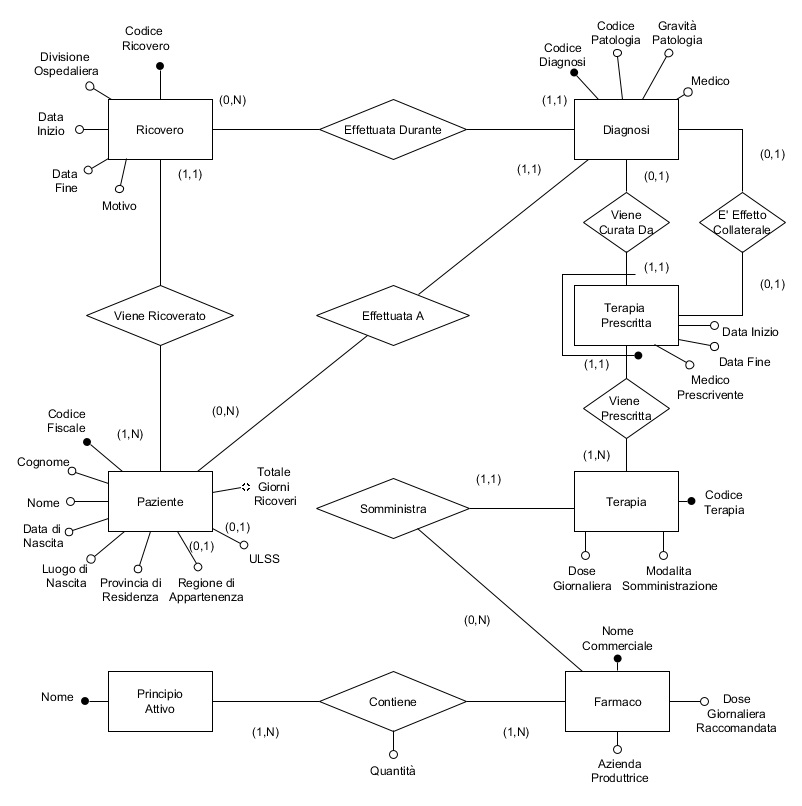 Codice
Ricovero
Divisione
Ospedaliera
Data
Inizio
Data
Fine
Motivo
Ricovero
(0,N)
(1,1)
Effettuata Durante
(1,1)
Codice
Diagnosi
Codice
Patologia
Gravità
Patologia
Medico
Diagnosi
(1,1)
(0,1)
(0,1)
Viene
Curata Da
E' Effetto
Collaterale
(1,1)
(0,1)
Viene Ricoverato
Effettuata A
Terapia
Prescritta
Data Inizio
Data Fine
Medico
Prescrivente
(1,1)
Viene
Prescritta
(1,N)
(0,N)
(1,N)
Codice
Fiscale
Cognome
Nome
Data di
Nascita
Luogo di
Nascita
Provincia di
Residenza
(0,1)
Regione di
Appartenenza
(0,1)
ULSS
Totale
Giorni
Ricoveri
Paziente
Somministra
(1,1)
Terapia
Codice
Terapia
Dose
Giornaliera
Modalita
Somministrazione
(0,N)
Nome
Commerciale
Nome
Principio
Attivo
(1,N)
Contiene
Quantità
(1,N)
Farmaco
Dose
Giornaliera
Raccomandata
Azienda
Produttrice